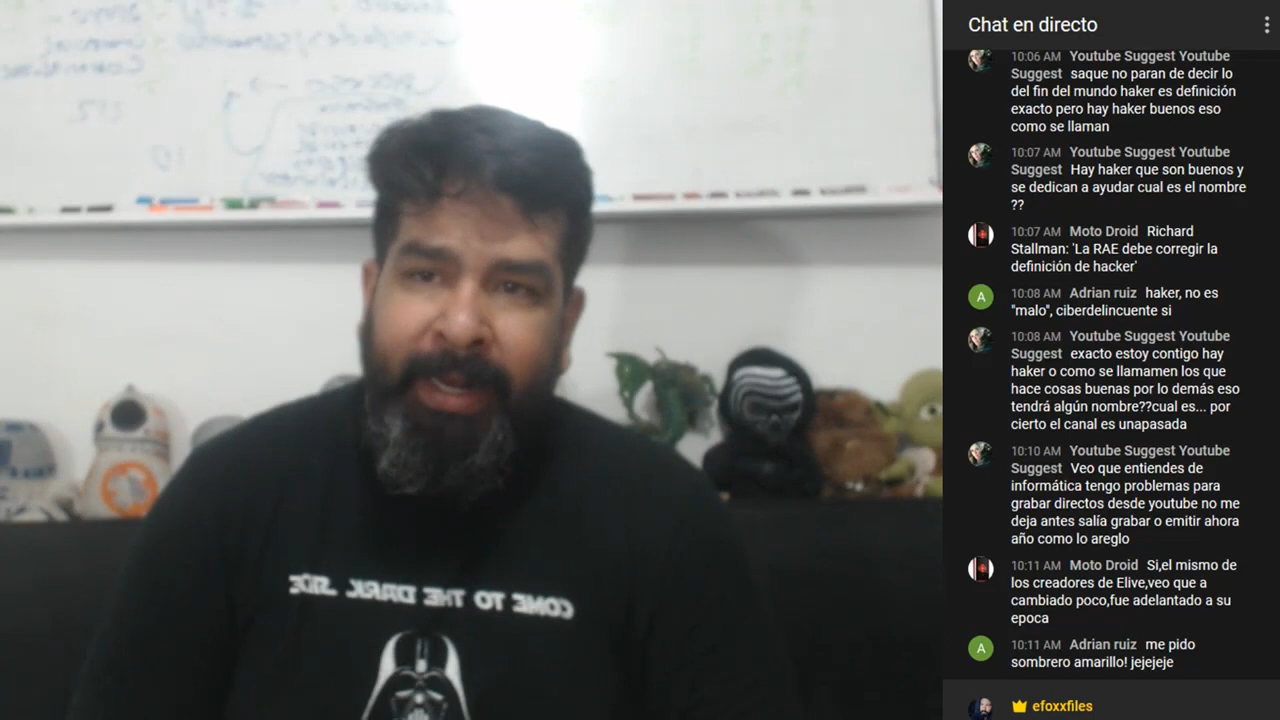 Chat en directo
10:06 AM Youtube Suggest Youtube
Suggest saque no paran de decir lo
del fin del mundo haker es definición
exacto pero hay haker buenos eso
como se llaman
10:07 AM Youtube Suggest Youtube
Suggest Hay haker que son buenos y
se dedican a ayudar cual es el nombre
??
10:07 AM Moto Droid Richard
Stallman: 'La RAE debe corregir la
definición de hacker'
A 10:08 AM Adrian ruiz haker, no es
"malo", ciberdelincuente si
10:08 AM Youtube Suggest Youtube
Suggest exacto estoy contigo hay
haker o como se llamamen los que
hace cosas buenas por lo demás eso
tendrá algún nombre??cual es... por
cierto el canal es unapasada
10:10 AM Youtube Suggest Youtube
Suggest Veo que entiendes de
informática tengo problemas para
grabar directos desde youtube no me
deja antes salía grabar o emitir ahora
año como lo areglo
10:11 AM Moto Droid Si,el mismo de
los creadores de Elive,veo que a
cambiado poco,fue adelantado a su
epoca
A 10:11 AM Adrian ruiz me pido
sombrero amarillo! jejejeje
efoxxfiles
COME TO THE DARK SIDE